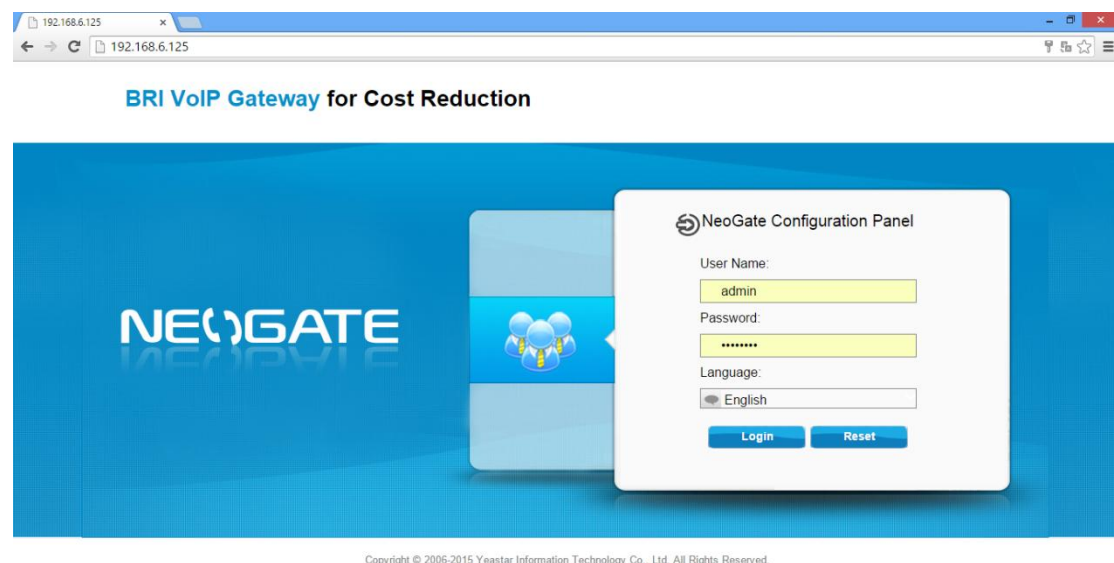 192.168.6.125
192.168.6.125
BRI VoIP Gateway for Cost Reduction
NEOGATE
NeoGate Configuration Panel
User Name:
admin
Password:
••••••••
Language:
English
Login Reset
Copyright © 2006-2015 Yeastar Information Technology Co., Ltd. All Rights Reserved.